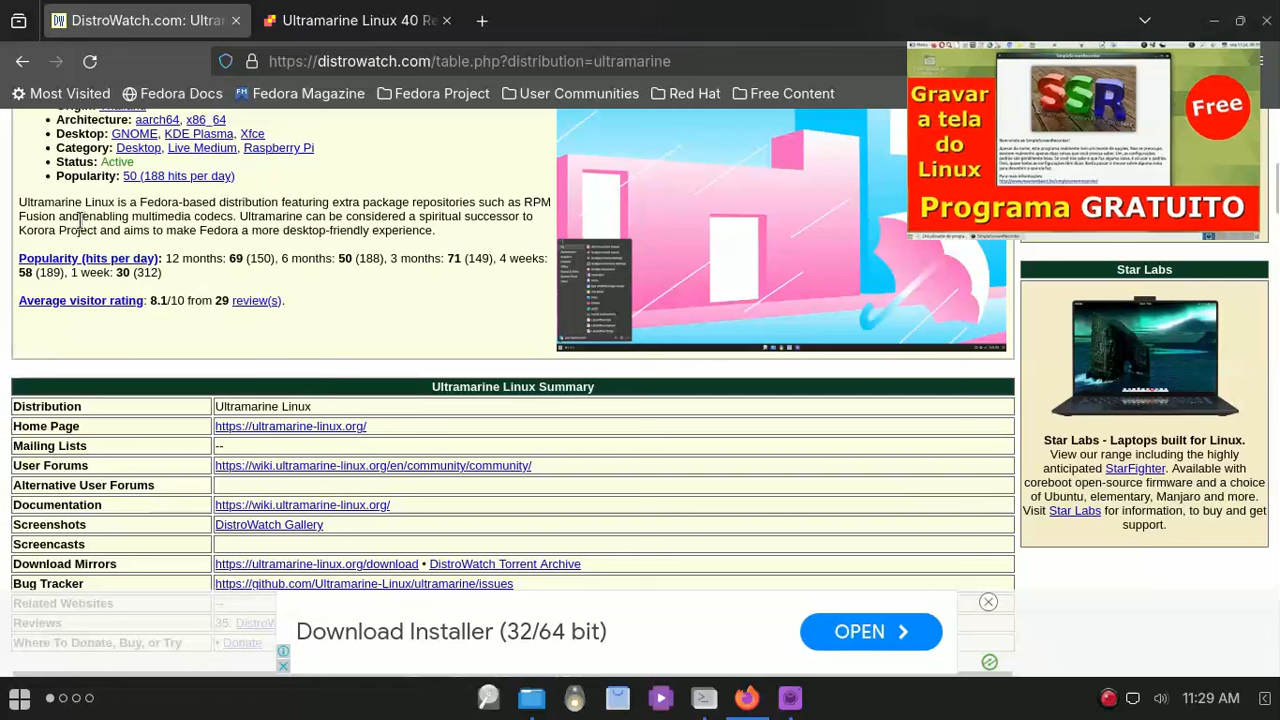 DistroWatch.com: Ultra
Ultramarine Linux 40 Re
https://distrowatch.com/table.php?distribution=ultramarine
Most Visited
Fedora Docs
Fedora Magazine
Fedora Project
User Communities
Red Hat
Free Content
• Architecture: aarch64, x86_64
• Desktop: GNOME, KDE Plasma, Xfce
• Category: Desktop, Live Medium, Raspberry Pi
• Status: Active
• Popularity: 50 (188 hits per day)
Ultramarine Linux is a Fedora-based distribution featuring extra package repositories such as RPM
Fusion and enabling multimedia codecs. Ultramarine can be considered a spiritual successor to
Korora Project and aims to make Fedora a more desktop-friendly experience.
Popularity (hits per day): 12 months: 69 (150), 6 months: 50 (188), 3 months: 71 (149), 4 weeks:
58 (189), 1 week: 30 (312)
Average visitor rating: 8.1/10 from 29 review(s).
Ultramarine Linux Summary
Distribution Ultramarine Linux
Home Page https://ultramarine-linux.org/
Mailing Lists --
User Forums https://wiki.ultramarine-linux.org/en/community/community/
Alternative User Forums
Documentation https://wiki.ultramarine-linux.org/
Screenshots DistroWatch Gallery
Screencasts
Download Mirrors https://ultramarine-linux.org/download • DistroWatch Torrent Archive
Bug Tracker https://github.com/Ultramarine-Linux/ultramarine/issues
Related Websites --
Reviews 35. DistroW
Where To Donate, Buy, or Try • Donate
Gravar
a tela
do
Linux
SSR
Free
Programa GRATUITO
Star Labs
Star Labs - Laptops built for Linux.
View our range including the highly
anticipated StarFighter. Available with
coreboot open-source firmware and a choice
of Ubuntu, elementary, Manjaro and more.
Visit Star Labs for information, to buy and get
support.
Download Installer (32/64 bit)
OPEN
11:29 AM